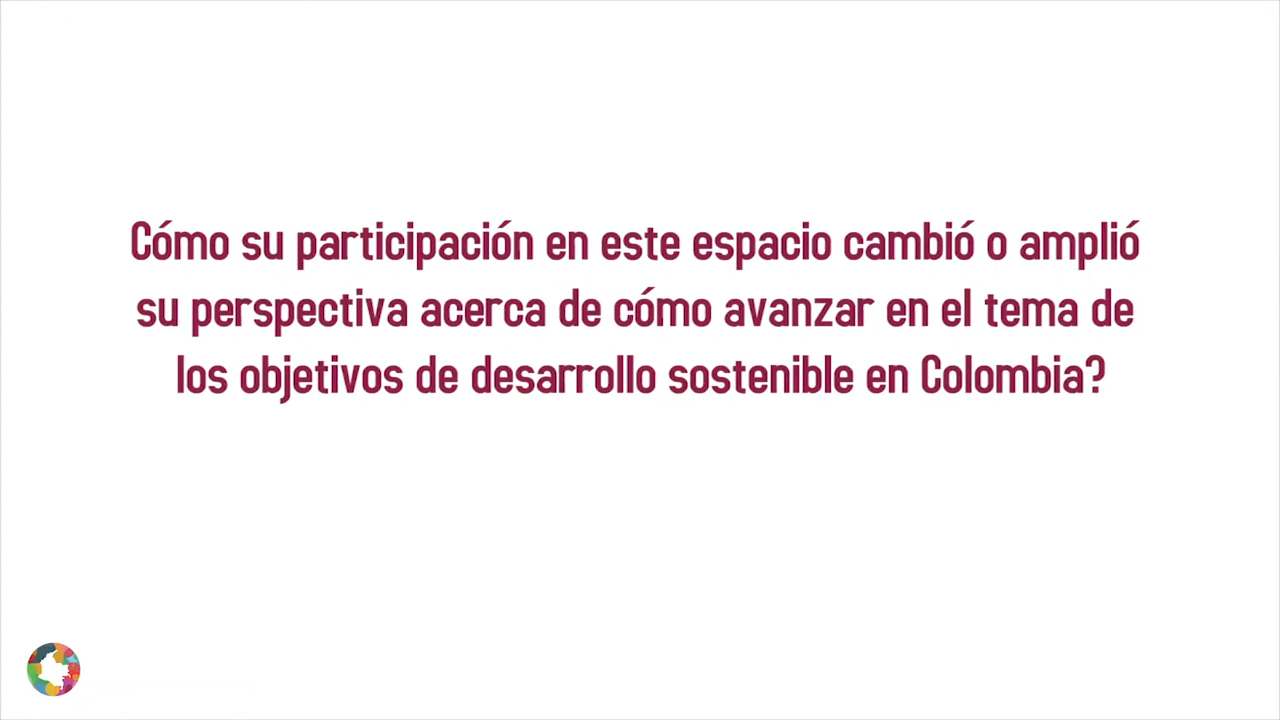 Cómo su participación en este espacio cambió o amplió
su perspectiva acerca de cómo avanzar en el tema de
los objetivos de desarrollo sostenible en Colombia?